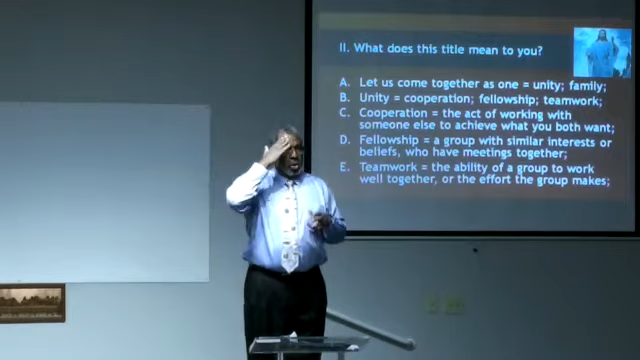 II. What does this title mean to you?
A. Let us come together as one = unity; family;
B. Unity = cooperation; fellowship; teamwork;
C. Cooperation = the act of working with
someone else to achieve what you both want;
D. Fellowship = a group with similar interests or
beliefs, who have meetings together;
E. Teamwork = the ability of a group to work
well together, or the effort the group makes;